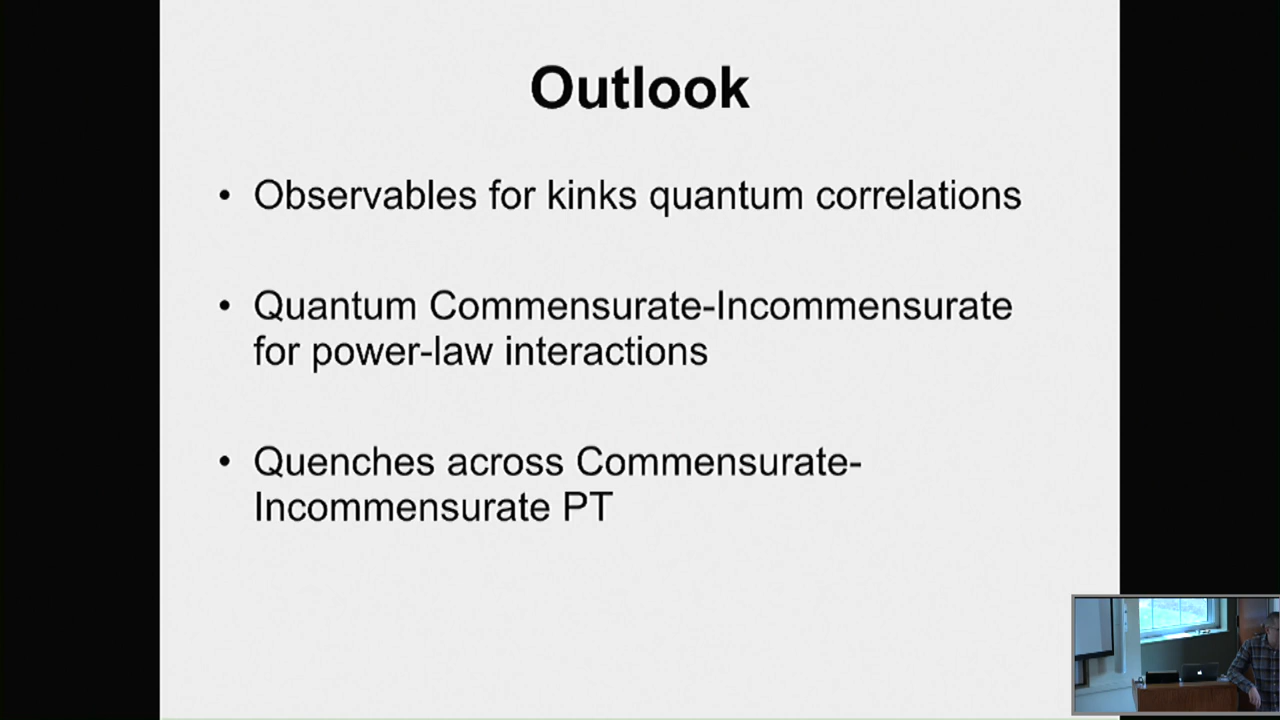 Outlook
• Observables for kinks quantum correlations
• Quantum Commensurate-Incommensurate
for power-law interactions
• Quenches across Commensurate-
Incommensurate PT